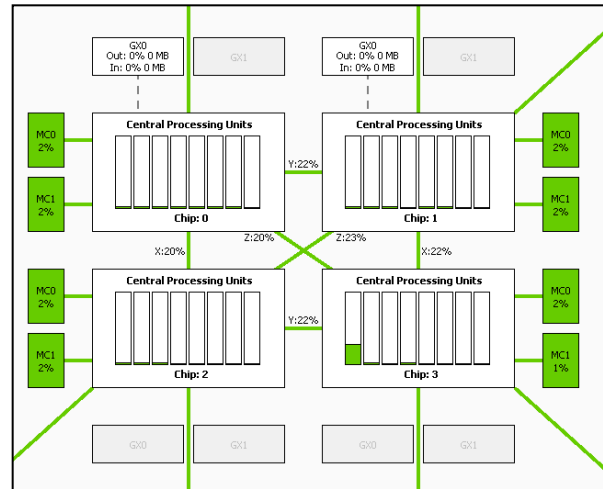 GX0
Out: 0% 0 MB
In: 0% 0 MB
GX1
GX0
Out: 0% 0 MB
In: 0% 0 MB
GX1
MC0
2%
MC1
2%
Central Processing Units
Chip: 0
Y:22%
Central Processing Units
Chip: 1
MC0
2%
MC1
2%
X:20%
Z:20%
Z:23%
X:22%
MC0
2%
MC1
2%
Central Processing Units
Chip: 2
Y:22%
Central Processing Units
Chip: 3
MC0
2%
MC1
1%
GX0
GX1
GX0
GX1